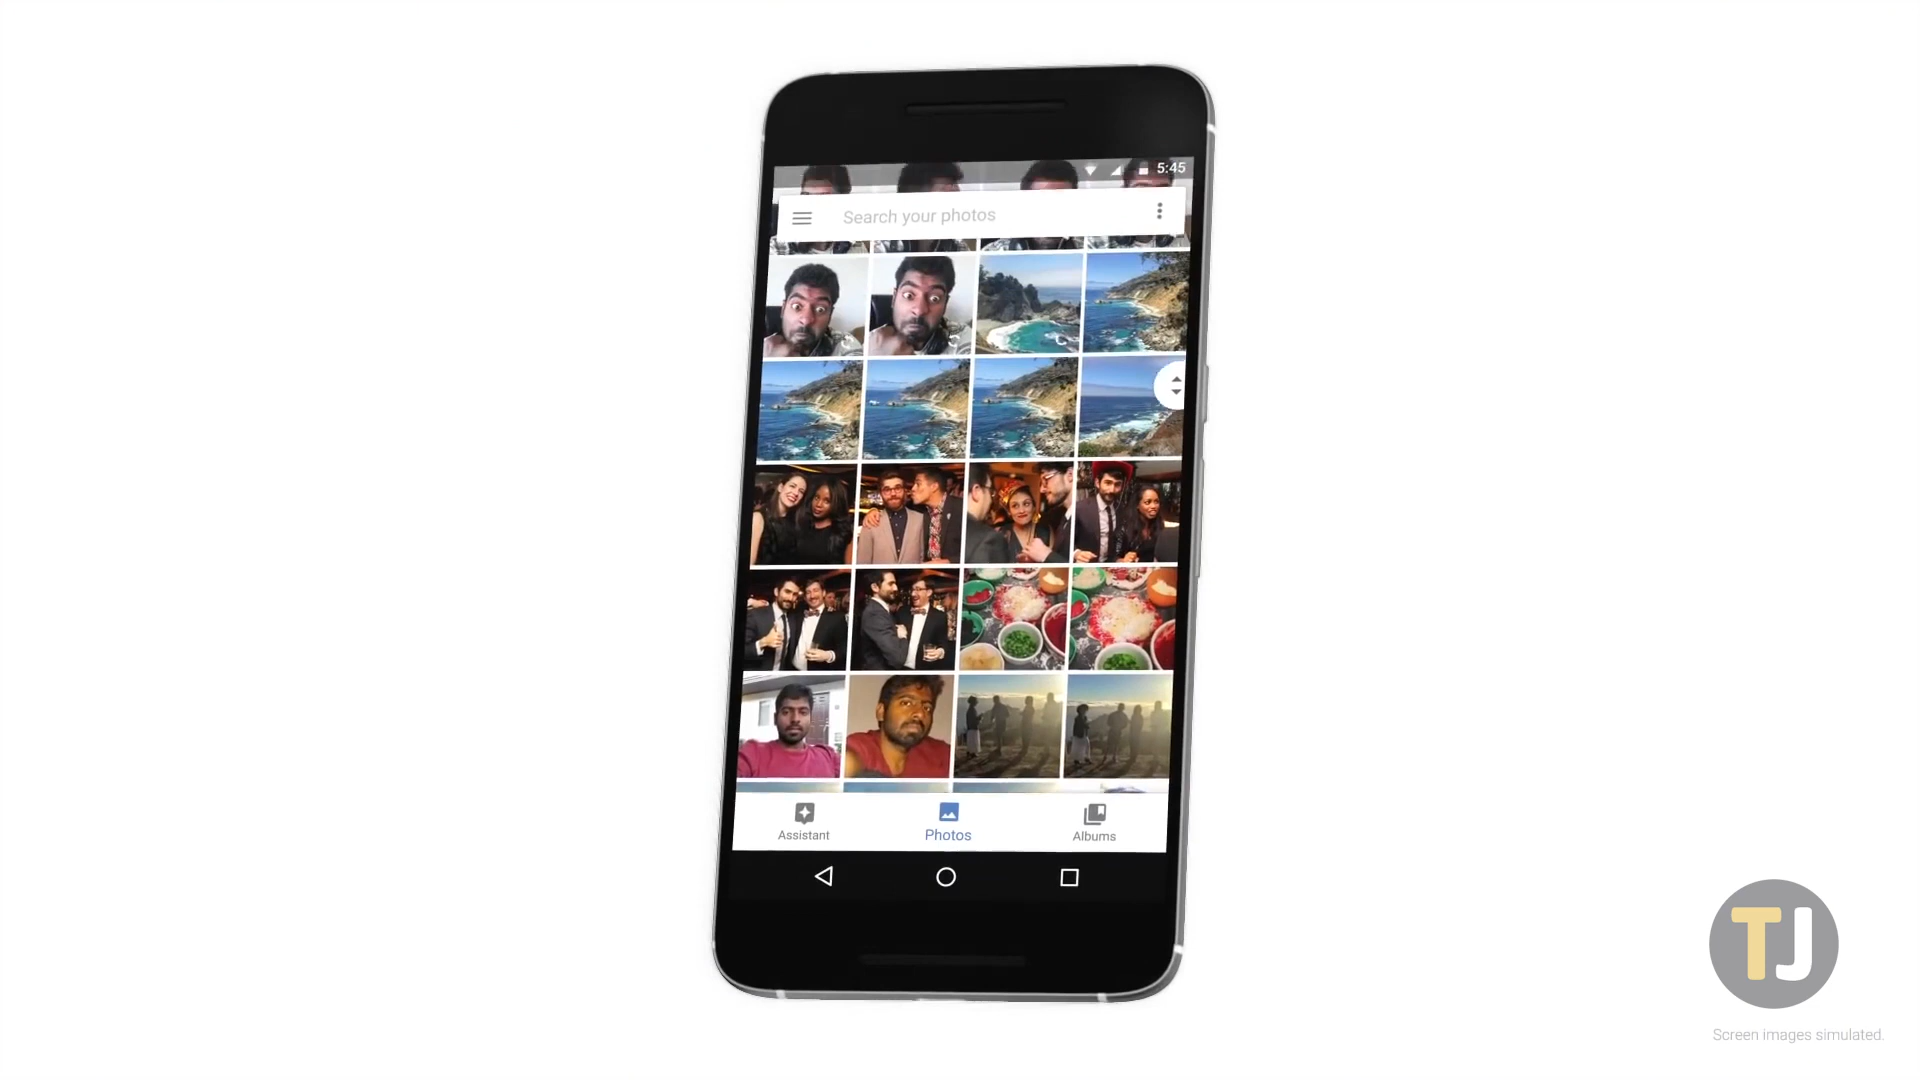 5:45
Search your photos
Assistant
Photos
Albums
TJ
Screen images simulated.